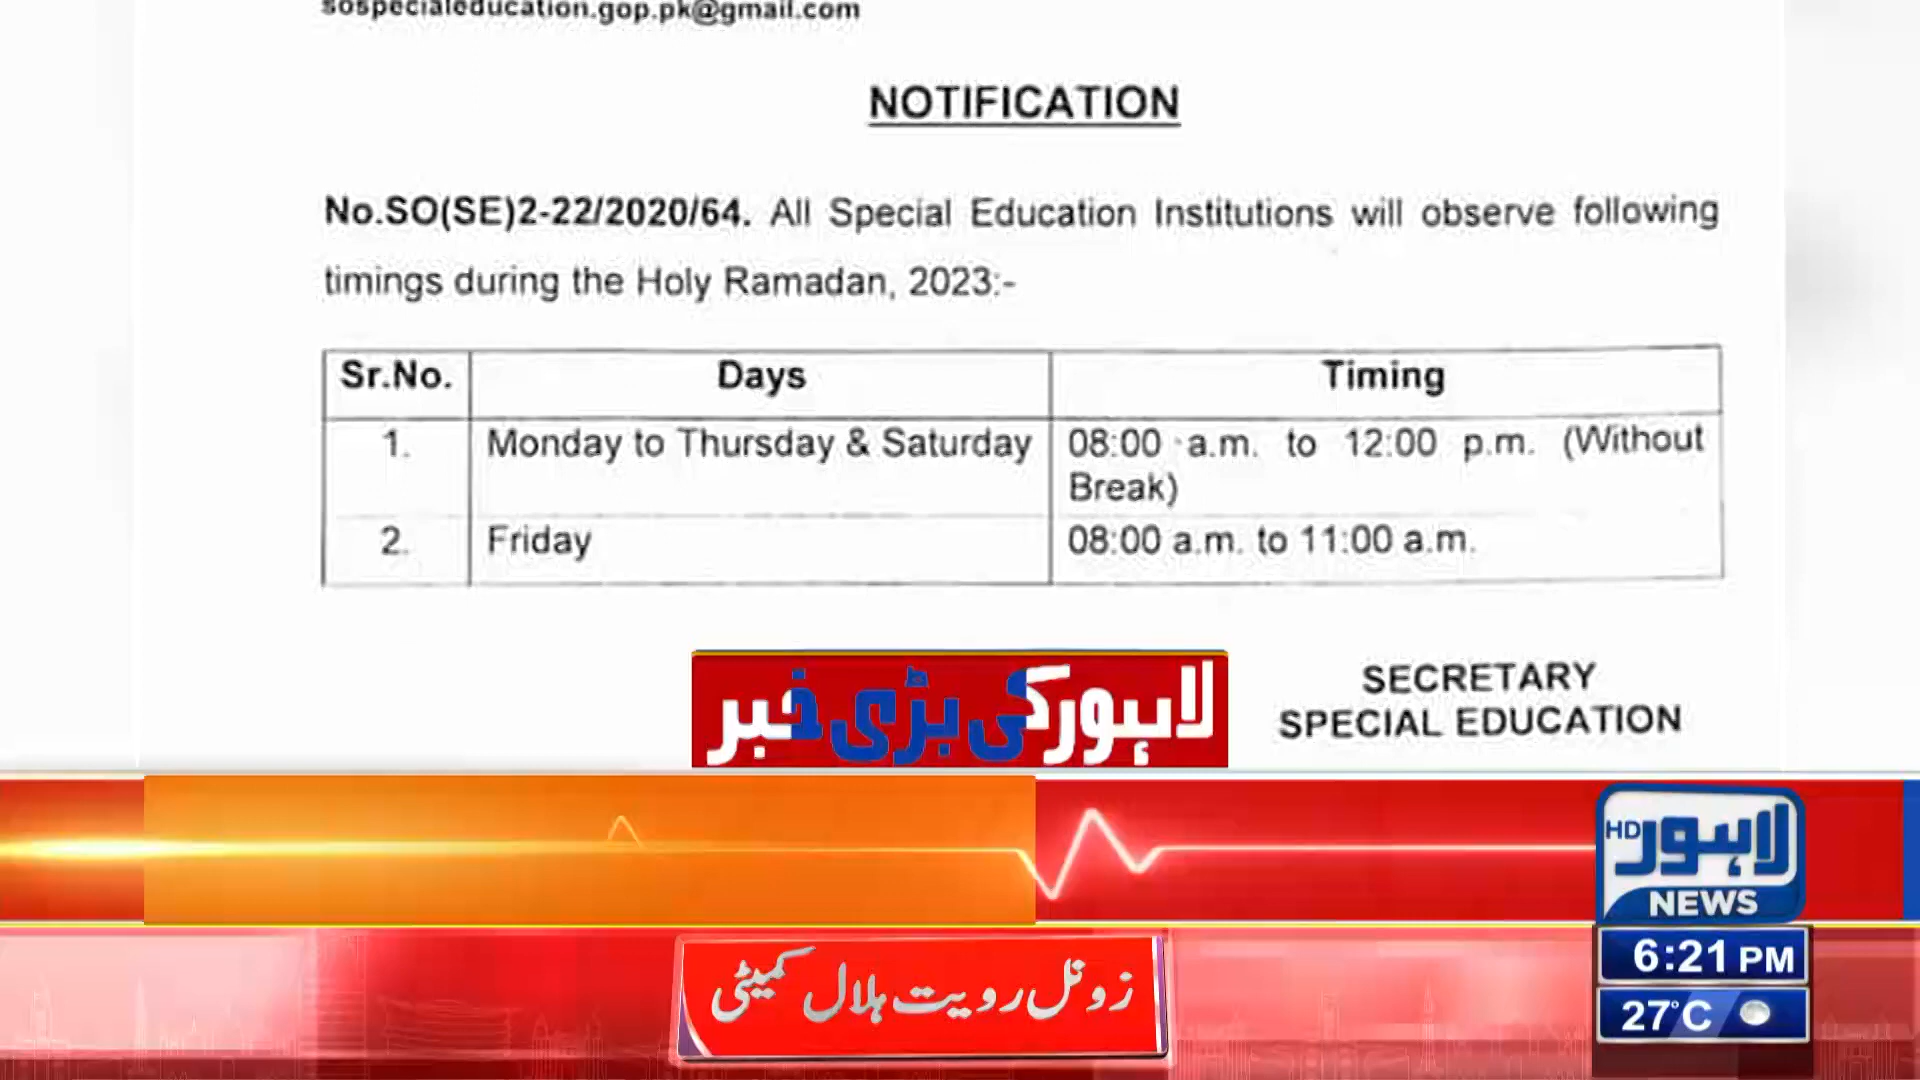 sospecialeducation.gop.pk@gmail.com
NOTIFICATION
No.SO(SE)2-22/2020/64. All Special Education Institutions will observe following
timings during the Holy Ramadan, 2023:-
Sr.No. Days Timing
1. Monday to Thursday & Saturday 08:00 a.m. to 12:00 p.m. (Without
Break)
2. Friday 08:00 a.m. to 11:00 a.m.
SECRETARY
SPECIAL EDUCATION
لاہور کی بڑی خبر
لاہور HD
NEWS
6:21 PM
27°C
زونل رویت ہلال کمیٹی